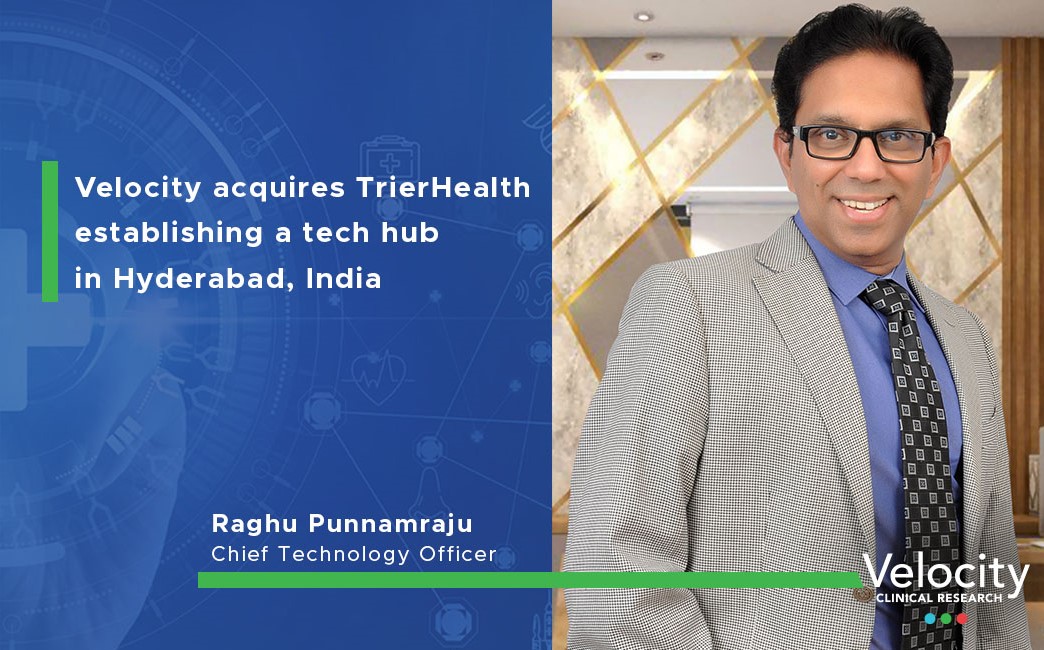 Velocity acquires TrierHealth
establishing a tech hub
in Hyderabad, India
Raghu Punnamraju
Chief Technology Officer
Velocity
CLINICAL RESEARCH